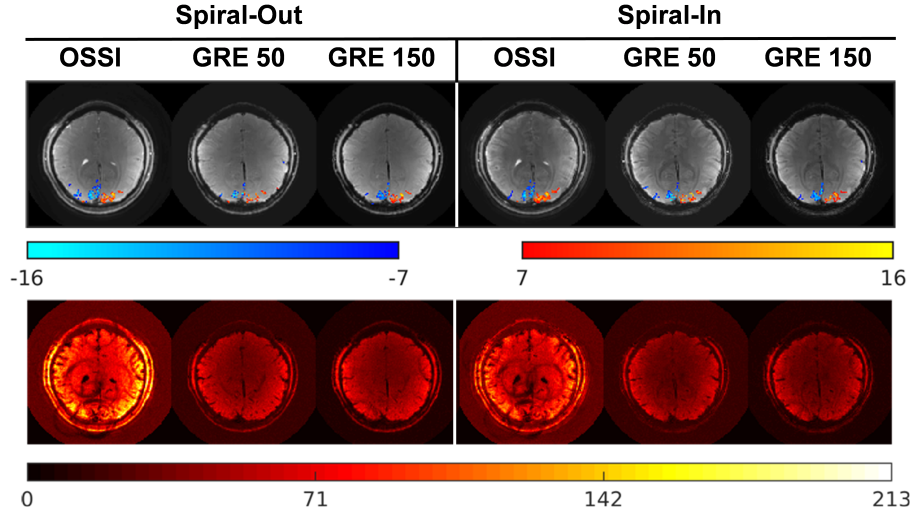 Spiral-Out Spiral-In
OSSI GRE 50 GRE 150 OSSI GRE 50 GRE 150
-16 -7 7 16
0 71 142 213